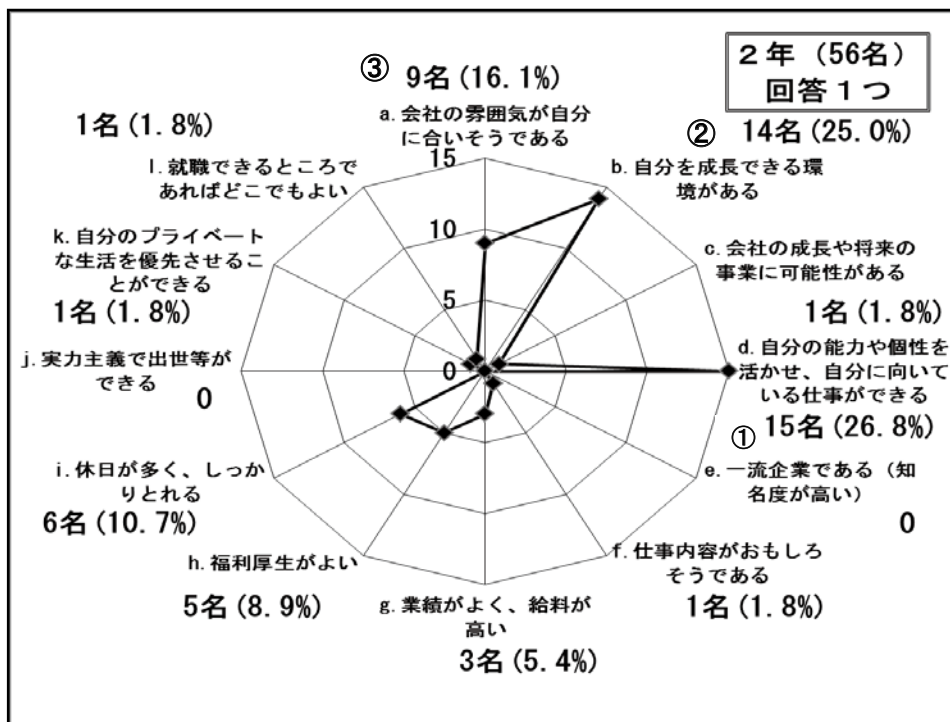 2年（56名）
回答1つ
③ 9名(16.1%)
a.会社の雰囲気が自分
に合いそうである
② 14名(25.0%)
b.自分を成長できる環
境がある
c.会社の成長や将来の
事業に可能性がある
1名(1.8%)
d.自分の能力や個性を
活かせ、自分に向いて
いる仕事ができる
① 15名(26.8%)
e.一流企業である（知
名度が高い）
0
f.仕事内容がおもしろ
そうである
1名(1.8%)
g.業績がよく、給料が
高い
3名(5.4%)
h.福利厚生がよい
5名(8.9%)
i.休日が多く、しっか
りとれる
6名(10.7%)
j.実力主義で出世等が
できる
0
k.自分のプライベート
な生活を優先させるこ
とができる
1名(1.8%)
1名(1.8%)
l.就職できるところで
あればどこでもよい
15
10
5
0